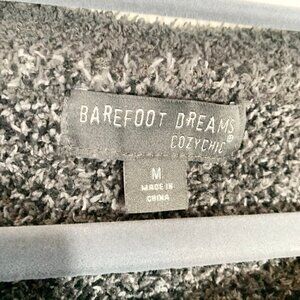 BAREFOOT DREAMS®
COZYCHIC
M
MADE IN
CHINA